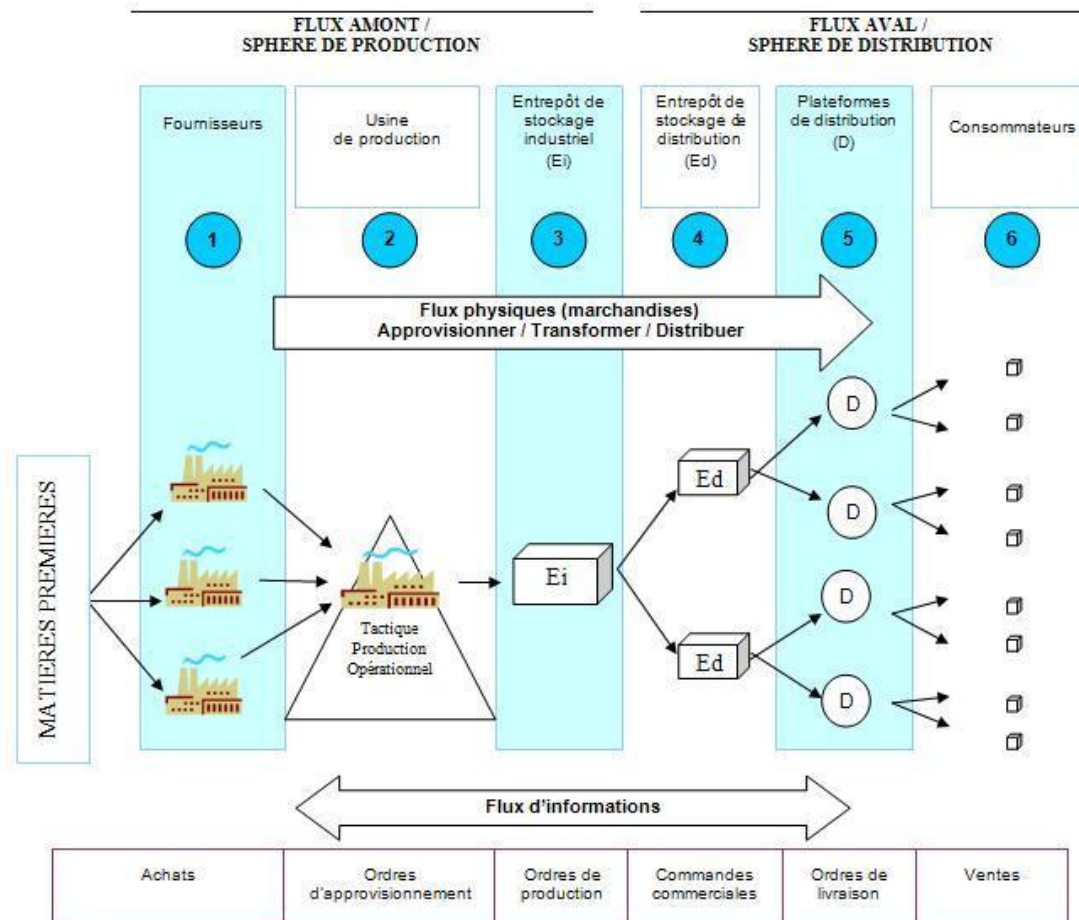 FLUX AMONT /
SPHERE DE PRODUCTION
FLUX AVAL /
SPHERE DE DISTRIBUTION
Fournisseurs
Usine
de production
Entrepôt de
stockage
industriel
(Ei)
Entrepôt de
stockage de
distribution
(Ed)
Plateformes
de distribution
(D)
Consommateurs
1
2
3
4
5
6
Flux physiques (marchandises)
Approvisionner / Transformer / Distribuer
MATIERES PREMIERES
D
Ed
D
Ei
Tactique
Production
Opérationnel
D
Ed
D
Flux d'informations
Achats
Ordres
d'approvisionnement
Ordres de
production
Commandes
commerciales
Ordres de
livraison
Ventes